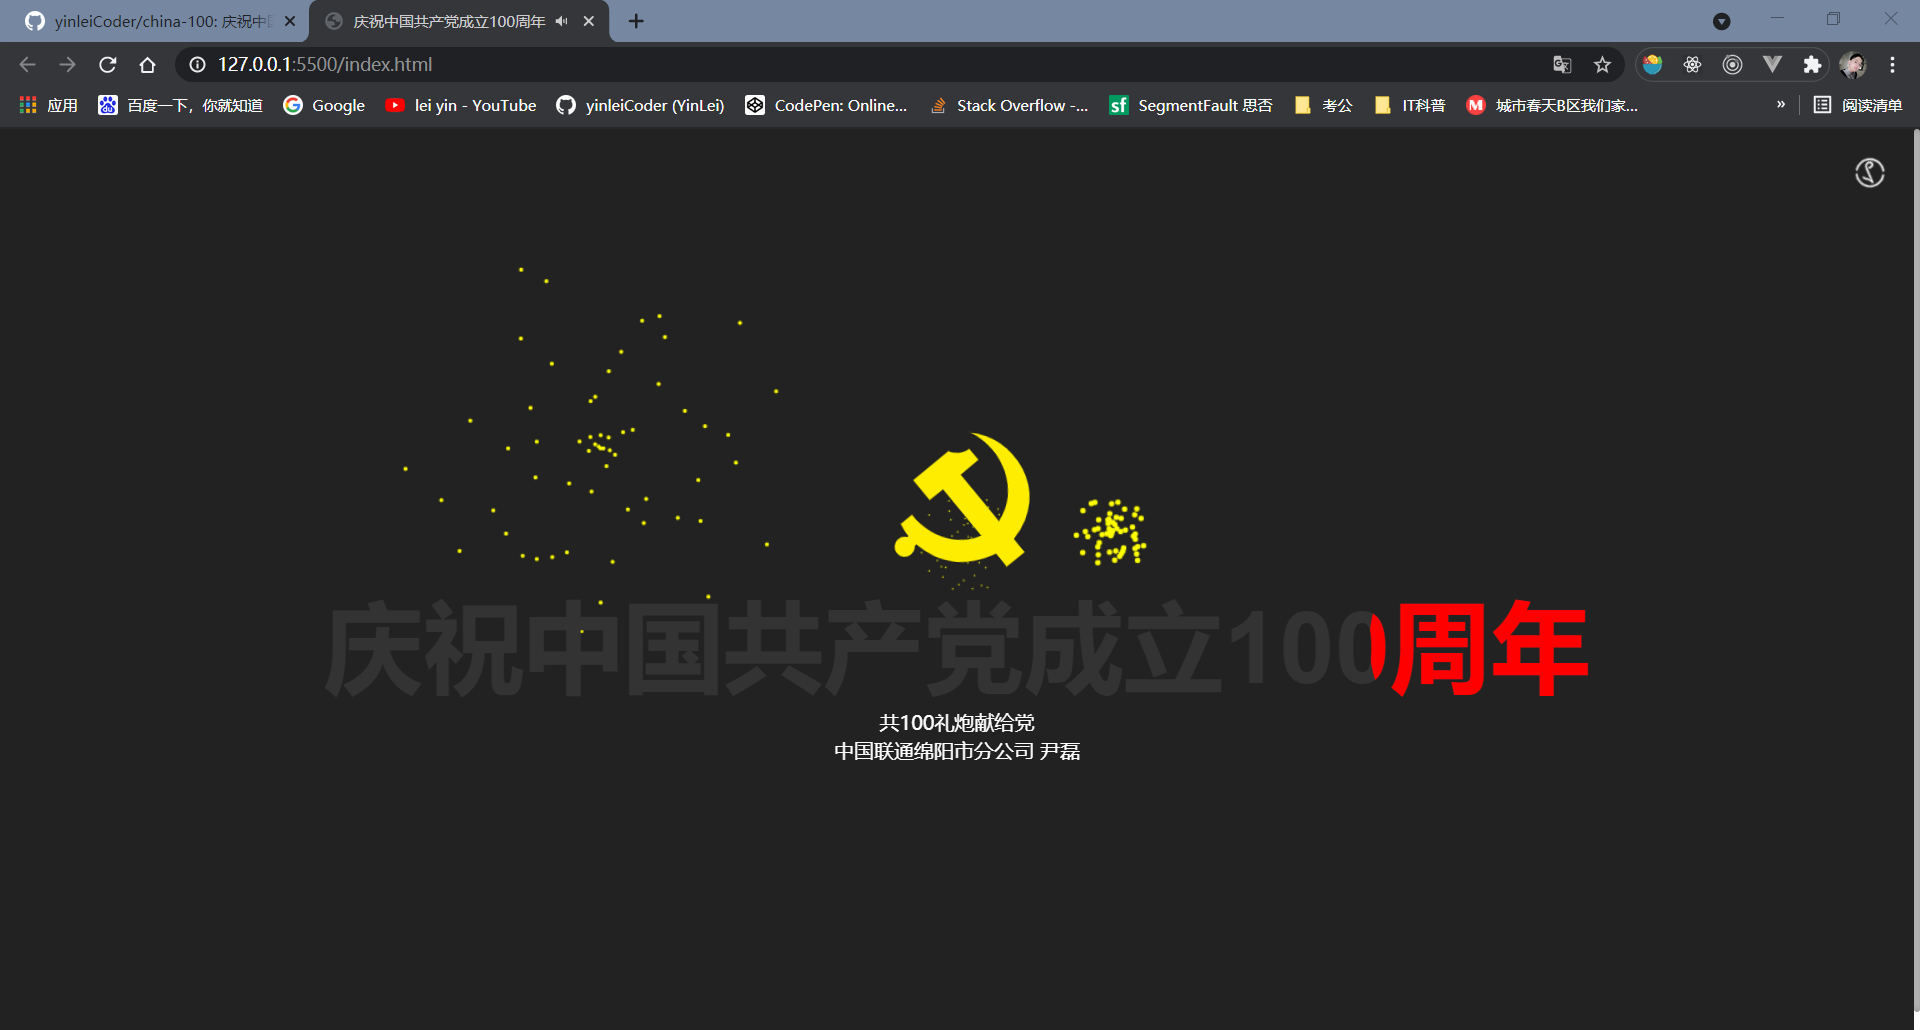 yinleiCoder/china-100: 庆祝中
庆祝中国共产党成立100周年
127.0.0.1:5500/index.html
应用
百度一下，你就知道
Google
lei yin - YouTube
yinleiCoder (YinLei)
CodePen: Online...
Stack Overflow -...
SegmentFault 思否
考公
IT科普
城市春天B区我们家...
»
阅读清单
庆祝中国共产党成立100周年
共100礼炮献给党
中国联通绵阳市分公司 尹磊